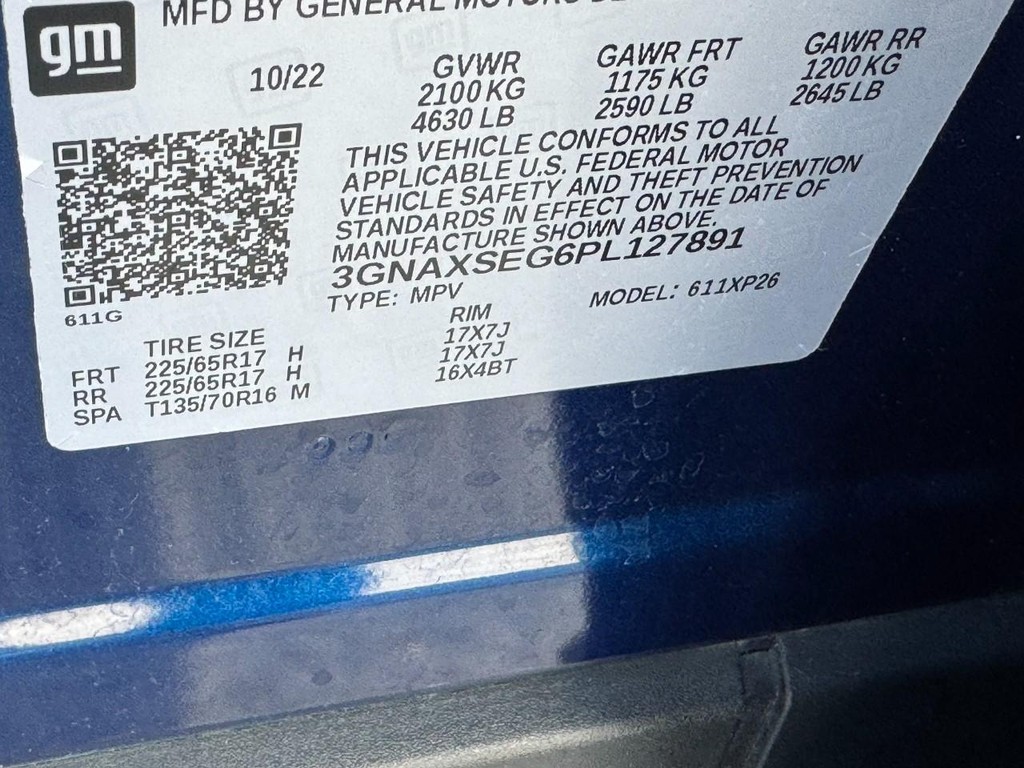 gm
MFD BY GENERAL MOTORS DE
10/22
GVWR
2100 KG
4630 LB
GAWR FRT
1175 KG
2590 LB
GAWR RR
1200 KG
2645 LB
THIS VEHICLE CONFORMS TO ALL
APPLICABLE U.S. FEDERAL MOTOR
VEHICLE SAFETY AND THEFT PREVENTION
STANDARDS IN EFFECT ON THE DATE OF
MANUFACTURE SHOWN ABOVE.
3GNAXSEG6PL127891
TYPE: MPV MODEL: 611XP26
611G
TIRE SIZE RIM
FRT 225/65R17 H 17X7J
RR 225/65R17 H 17X7J
SPA T135/70R16 M 16X4BT